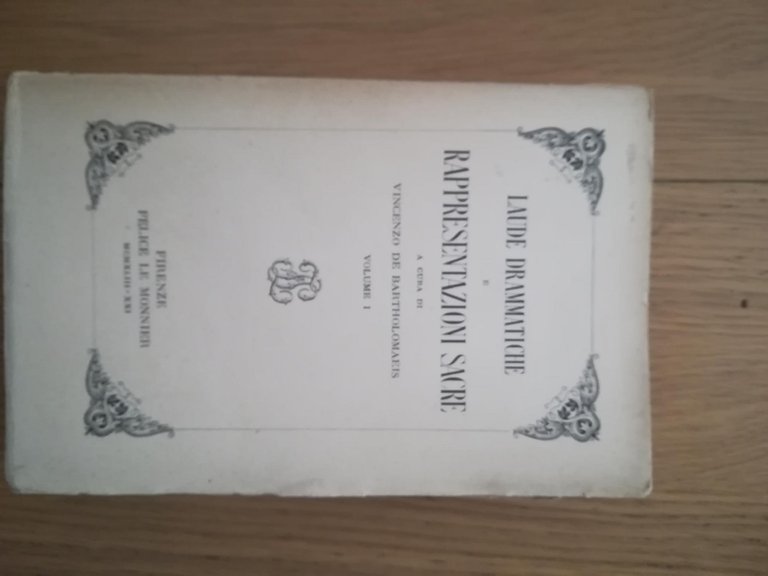 LAUDE DRAMMATICHE
E
RAPPRESENTAZIONI SACRE
A CURA DI
VINCENZO DE BARTHOLOMAEIS
VOLUME I
FIRENZE
FELICE LE MONNIER
MCMXLIII - XXI